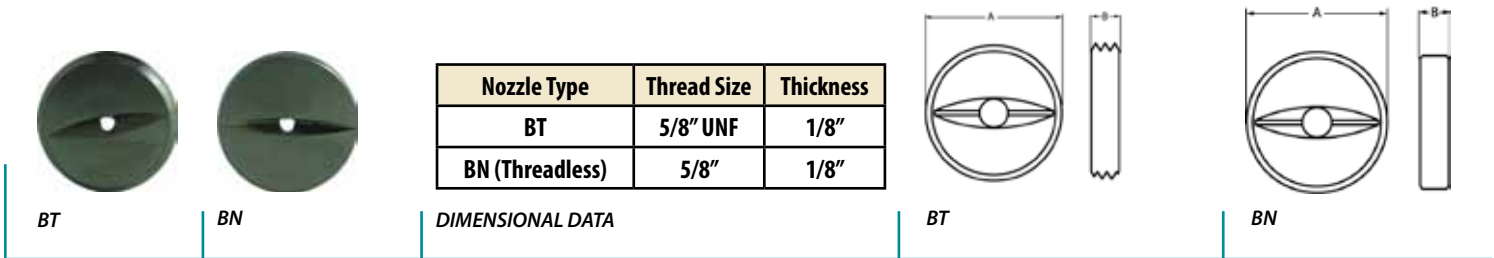 Nozzle Type Thread Size Thickness
BT 5/8″ UNF 1/8″
BN (Threadless) 5/8″ 1/8″
A B
A B
BT BN DIMENSIONAL DATA BT BN